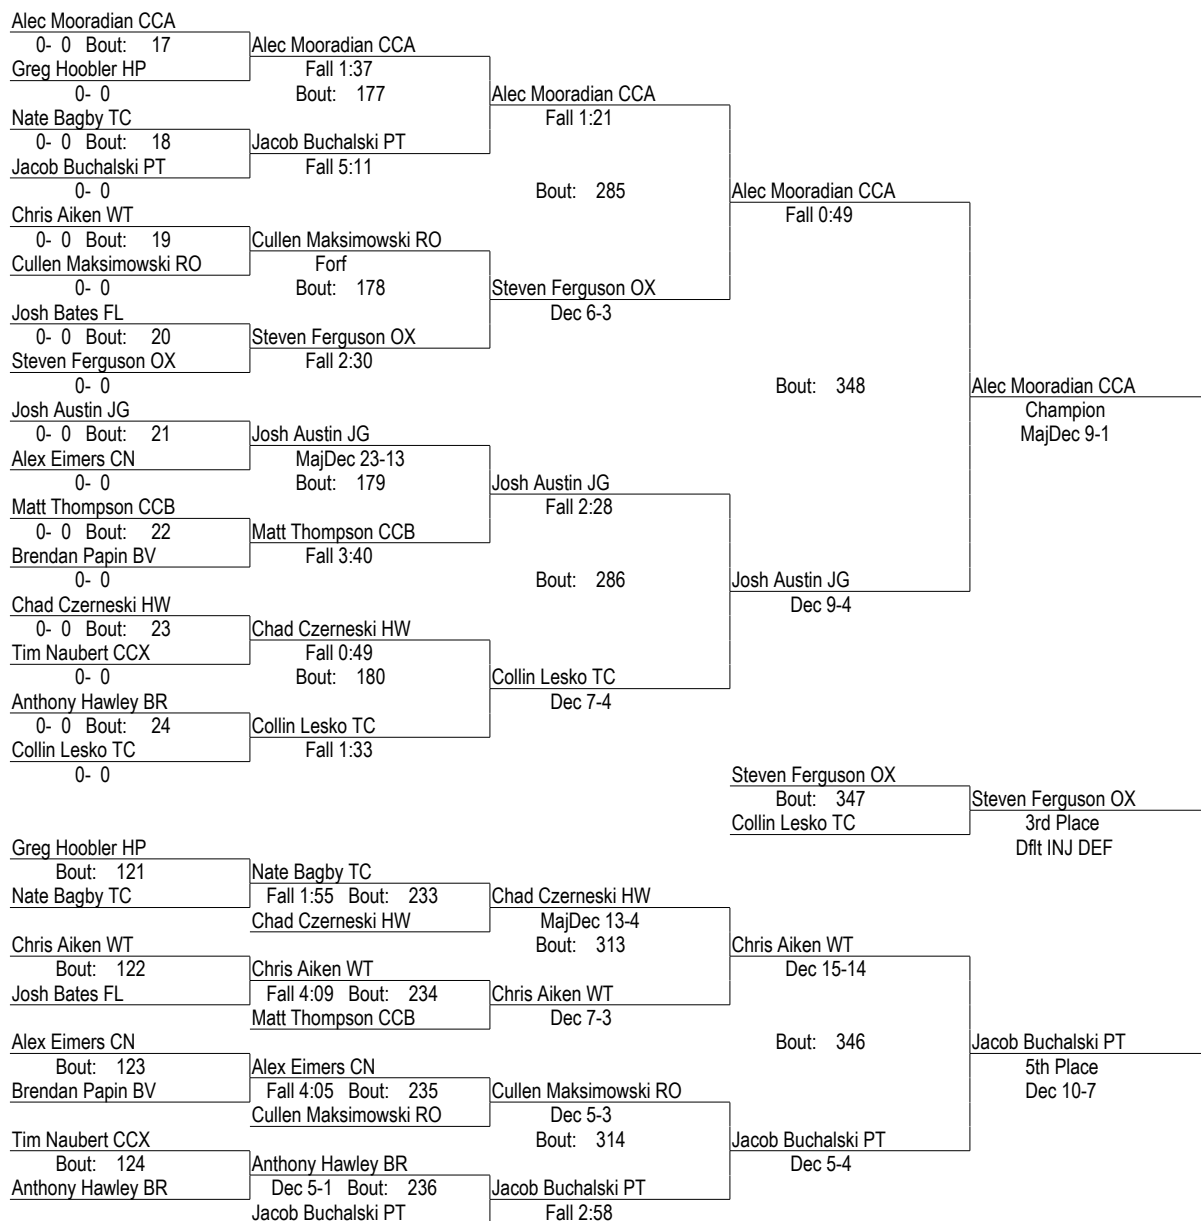 Alec Mooradian CCA
0- 0 Bout: 17 Alec Mooradian CCA
Greg Hoobler HP Fall 1:37
0- 0 Bout: 177 Alec Mooradian CCA
Nate Bagby TC Fall 1:21
0- 0 Bout: 18 Jacob Buchalski PT
Jacob Buchalski PT Fall 5:11
0- 0 Bout: 285 Alec Mooradian CCA
Chris Aiken WT Fall 0:49
0- 0 Bout: 19 Cullen Maksimowski RO
Cullen Maksimowski RO Forf
0- 0 Bout: 178 Steven Ferguson OX
Josh Bates FL Dec 6-3
0- 0 Bout: 20 Steven Ferguson OX
Steven Ferguson OX Fall 2:30
0- 0 Bout: 348 Alec Mooradian CCA
Josh Austin JG Champion
0- 0 Bout: 21 Josh Austin JG MajDec 9-1
Alex Eimers CN MajDec 23-13
0- 0 Bout: 179 Josh Austin JG
Matt Thompson CCB Fall 2:28
0- 0 Bout: 22 Matt Thompson CCB
Brendan Papin BV Fall 3:40
0- 0 Bout: 286 Josh Austin JG
Chad Czerneski HW Dec 9-4
0- 0 Bout: 23 Chad Czerneski HW
Tim Naubert CCX Fall 0:49
0- 0 Bout: 180 Collin Lesko TC
Anthony Hawley BR Dec 7-4
0- 0 Bout: 24 Collin Lesko TC
Collin Lesko TC Fall 1:33
0- 0 Steven Ferguson OX
Bout: 347 Steven Ferguson OX
Collin Lesko TC 3rd Place
Greg Hoobler HP Dflt INJ DEF
Bout: 121 Nate Bagby TC
Nate Bagby TC Fall 1:55 Bout: 233 Chad Czerneski HW
Chad Czerneski HW MajDec 13-4
Chris Aiken WT Bout: 313 Chris Aiken WT
Bout: 122 Chris Aiken WT Dec 15-14
Josh Bates FL Fall 4:09 Bout: 234 Chris Aiken WT
Matt Thompson CCB Dec 7-3
Alex Eimers CN Bout: 346 Jacob Buchalski PT
Bout: 123 Alex Eimers CN 5th Place
Brendan Papin BV Fall 4:05 Bout: 235 Cullen Maksimowski RO Dec 10-7
Cullen Maksimowski RO Dec 5-3
Tim Naubert CCX Bout: 314 Jacob Buchalski PT
Bout: 124 Anthony Hawley BR Dec 5-4
Anthony Hawley BR Dec 5-1 Bout: 236 Jacob Buchalski PT
Jacob Buchalski PT Fall 2:58